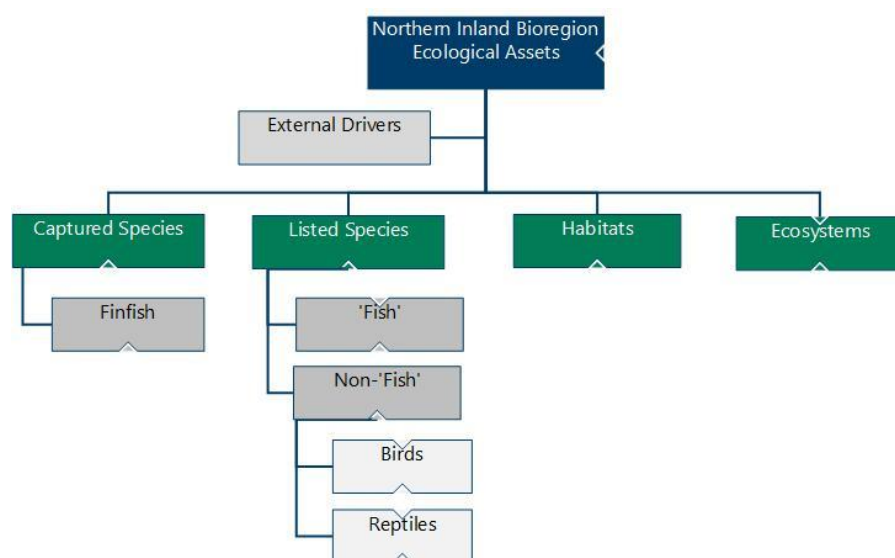 Northern Inland Bioregion
Ecological Assets
External Drivers
Captured Species
Listed Species
Habitats
Ecosystems
Finfish
'Fish'
Non-'Fish'
Birds
Reptiles